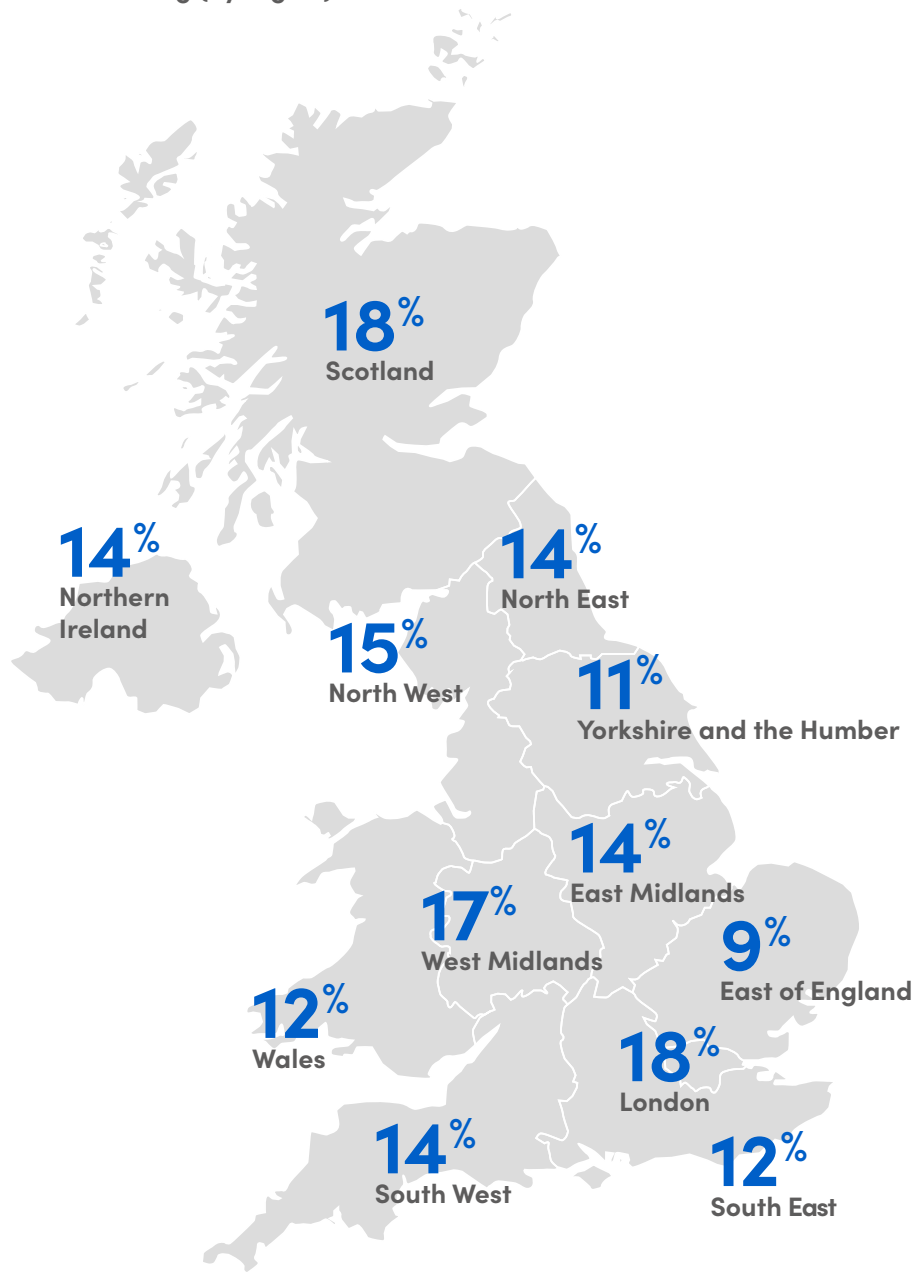 18%
Scotland
14%
Northern
Ireland
14%
North East
15%
North West
11%
Yorkshire and the Humber
14%
East Midlands
17%
West Midlands
9%
East of England
12%
Wales
18%
London
14%
South West
12%
South East